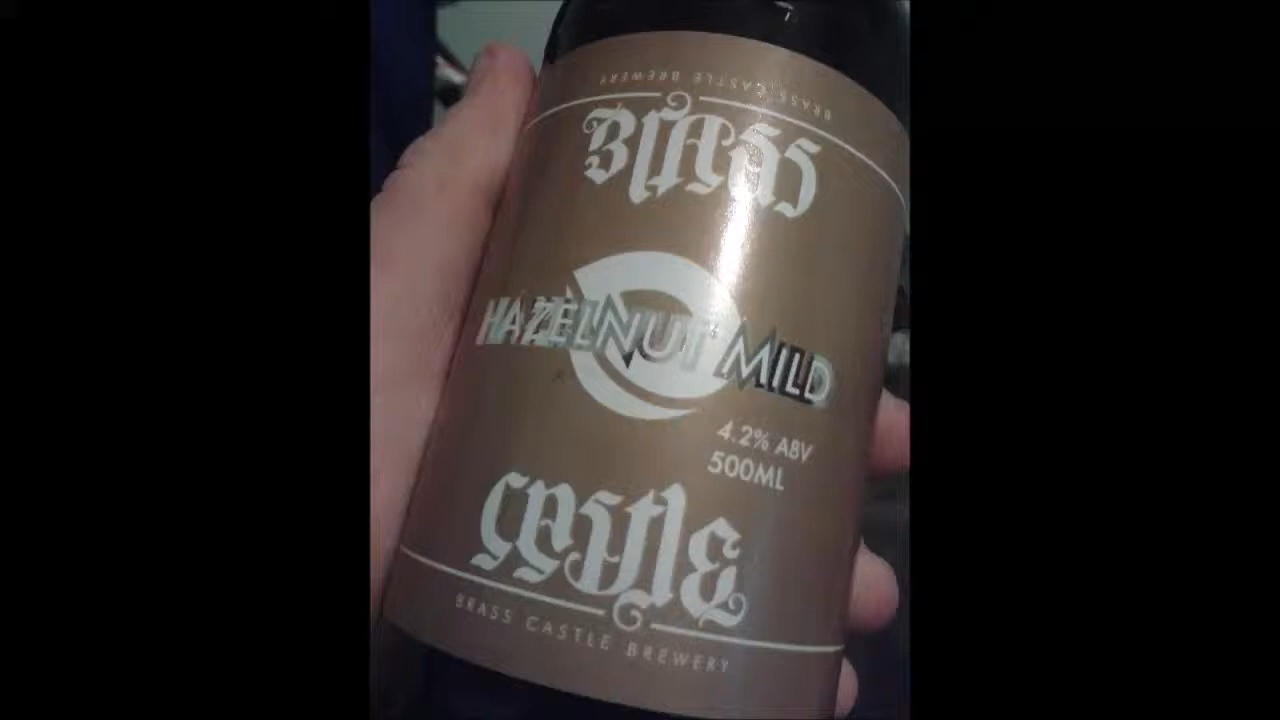 BRASS CASTLE BREWERY
Brass
HAZELNUT MILD
4.2% ABV
500ML
Castle
BRASS CASTLE BREWERY